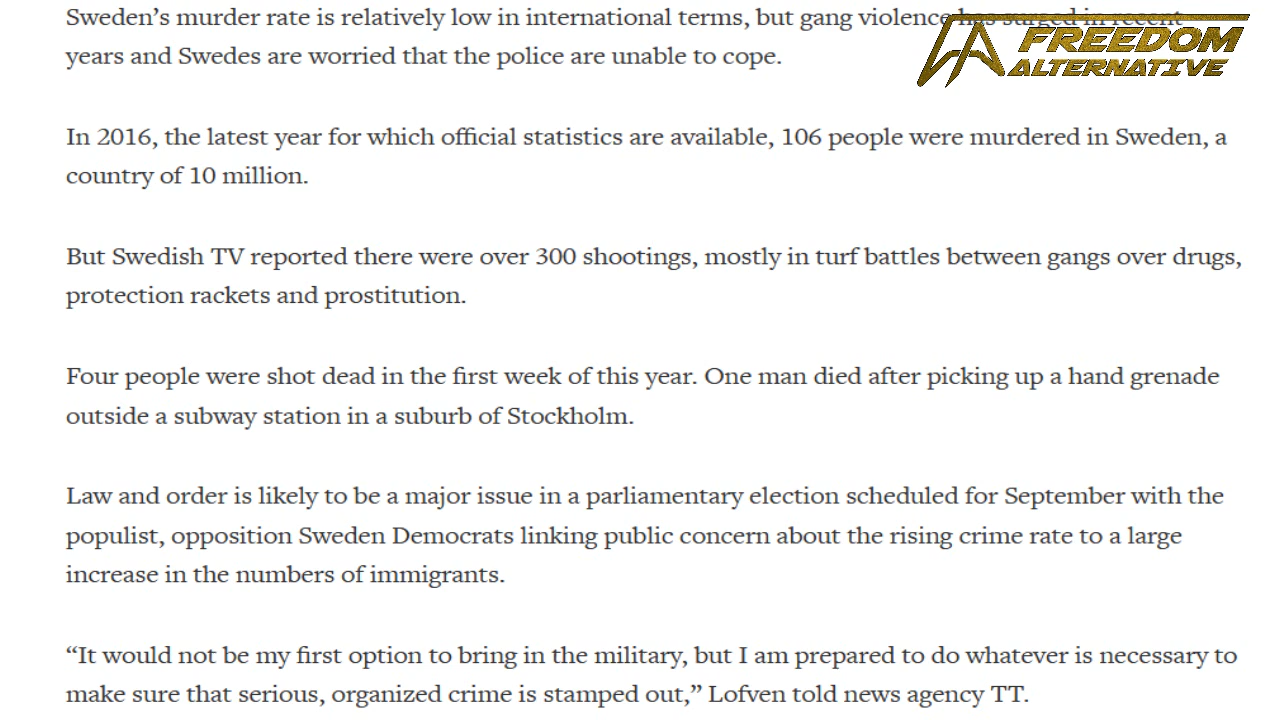 Sweden’s murder rate is relatively low in international terms, but gang violence has surged in recent
years and Swedes are worried that the police are unable to cope.
FREEDOM
ALTERNATIVE
In 2016, the latest year for which official statistics are available, 106 people were murdered in Sweden, a
country of 10 million.
But Swedish TV reported there were over 300 shootings, mostly in turf battles between gangs over drugs,
protection rackets and prostitution.
Four people were shot dead in the first week of this year. One man died after picking up a hand grenade
outside a subway station in a suburb of Stockholm.
Law and order is likely to be a major issue in a parliamentary election scheduled for September with the
populist, opposition Sweden Democrats linking public concern about the rising crime rate to a large
increase in the numbers of immigrants.
“It would not be my first option to bring in the military, but I am prepared to do whatever is necessary to
make sure that serious, organized crime is stamped out,” Lofven told news agency TT.